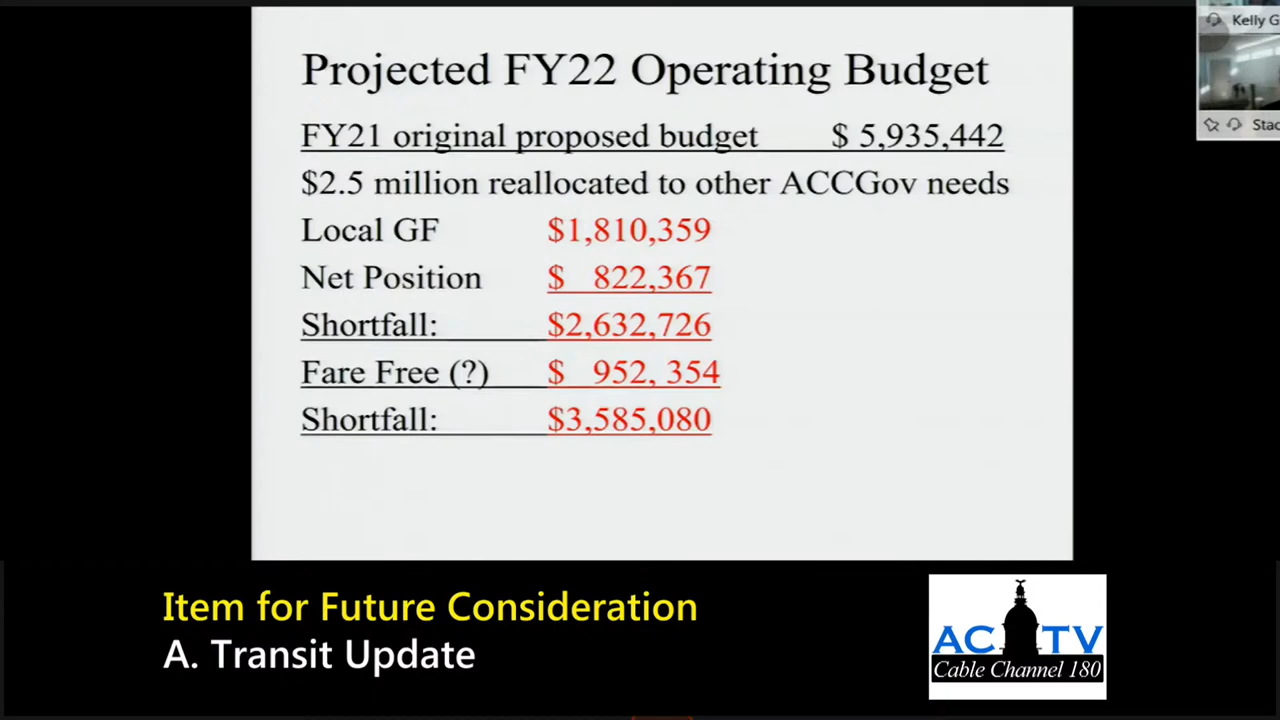 Projected FY22 Operating Budget
FY21 original proposed budget $ 5,935,442
$2.5 million reallocated to other ACCGov needs
Local GF $1,810,359
Net Position $ 822,367
Shortfall: $2,632,726
Fare Free (?) $ 952, 354
Shortfall: $3,585,080
Kelly G
Stac
Item for Future Consideration
A. Transit Update
ACTV
Cable Channel 180